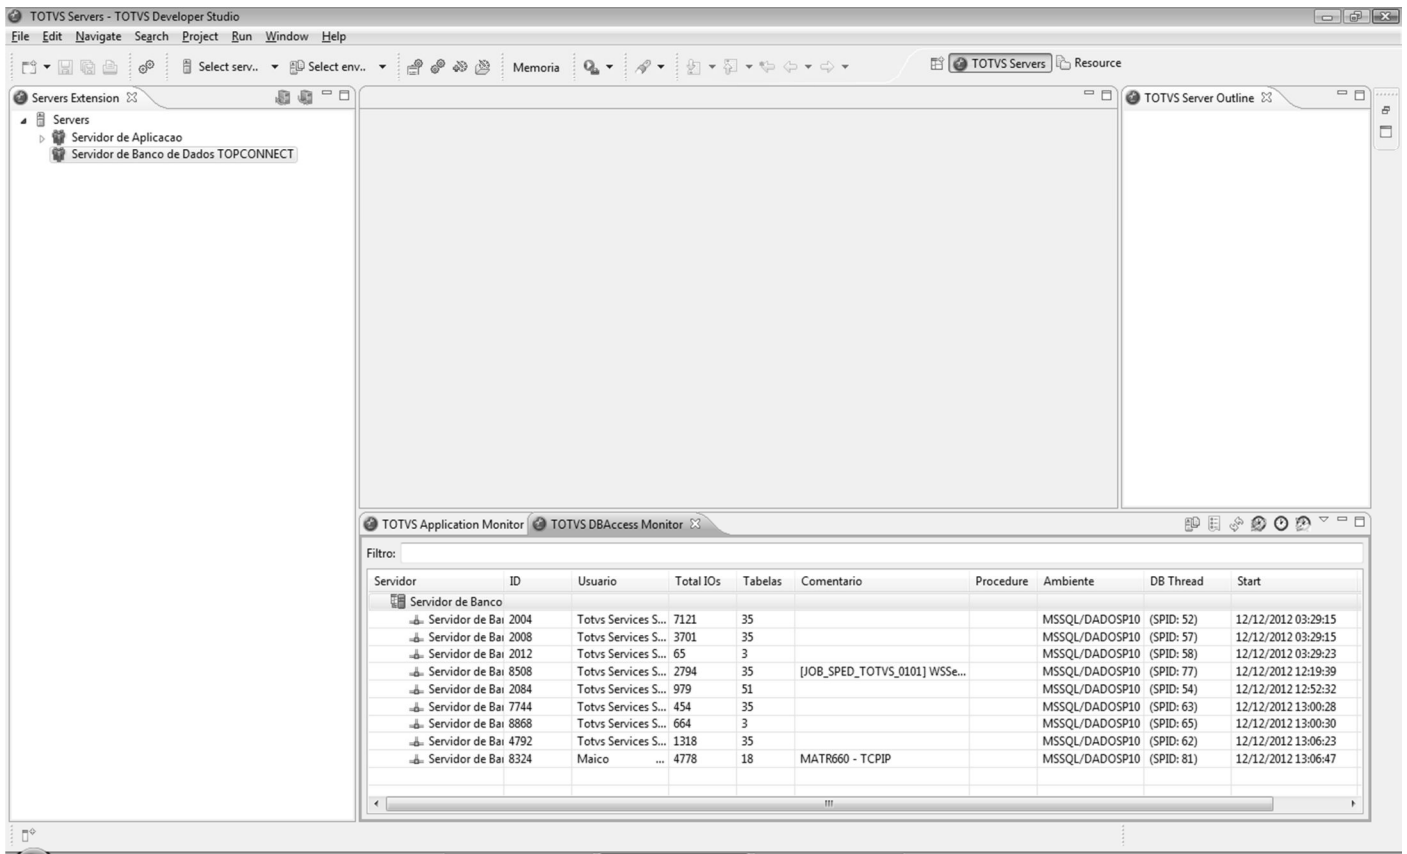 TOTVS Servers - TOTVS Developer Studio
File Edit Navigate Search Project Run Window Help
Select serv.. Select env.. Memoria TOTVS Servers Resource
Servers Extension TOTVS Server Outline
Servers
Servidor de Aplicacao
Servidor de Banco de Dados TOPCONNECT
TOTVS Application Monitor TOTVS DBAccess Monitor
Filtro:
Servidor ID Usuario Total IOs Tabelas Comentario Procedure Ambiente DB Thread Start
Servidor de Banco
Servidor de Bai 2004 Totvs Services S... 7121 35 MSSQL/DADOSP10 (SPID: 52) 12/12/2012 03:29:15
Servidor de Bai 2008 Totvs Services S... 3701 35 MSSQL/DADOSP10 (SPID: 57) 12/12/2012 03:29:15
Servidor de Bai 2012 Totvs Services S... 65 3 MSSQL/DADOSP10 (SPID: 58) 12/12/2012 03:29:23
Servidor de Bai 8508 Totvs Services S... 2794 35 [JOB_SPED_TOTVS_0101] WSSe... MSSQL/DADOSP10 (SPID: 77) 12/12/2012 12:19:39
Servidor de Bai 2084 Totvs Services S... 979 51 MSSQL/DADOSP10 (SPID: 54) 12/12/2012 12:52:32
Servidor de Bai 7744 Totvs Services S... 454 35 MSSQL/DADOSP10 (SPID: 63) 12/12/2012 13:00:28
Servidor de Bai 8868 Totvs Services S... 664 3 MSSQL/DADOSP10 (SPID: 65) 12/12/2012 13:00:30
Servidor de Bai 4792 Totvs Services S... 1318 35 MSSQL/DADOSP10 (SPID: 62) 12/12/2012 13:06:23
Servidor de Bai 8324 Maico ... 4778 18 MATR660 - TCPIP MSSQL/DADOSP10 (SPID: 81) 12/12/2012 13:06:47